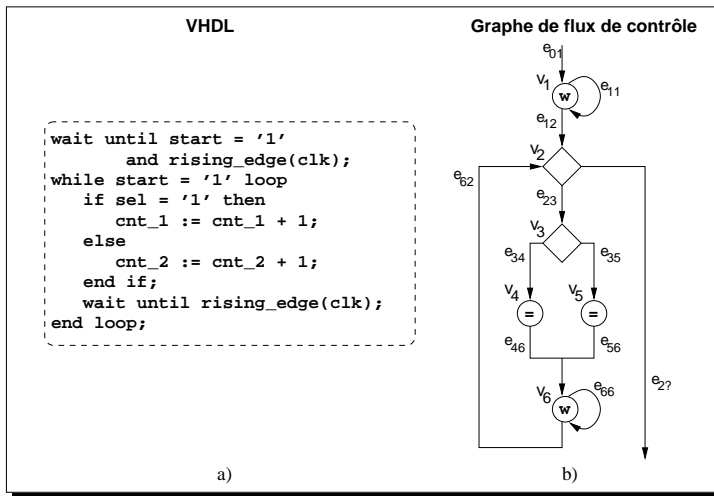 VHDL
wait until start = '1'
and rising_edge(clk);
while start = '1' loop
if sel = '1' then
cnt_1 := cnt_1 + 1;
else
cnt_2 := cnt_2 + 1;
end if;
wait until rising_edge(clk);
end loop;
a)
Graphe de flux de contrôle
e01
v1
w
e11
e12
v2
e62
e23
v3
e34
e35
v4
v5
=
=
e46
e56
e2?
v6
e66
w
b)